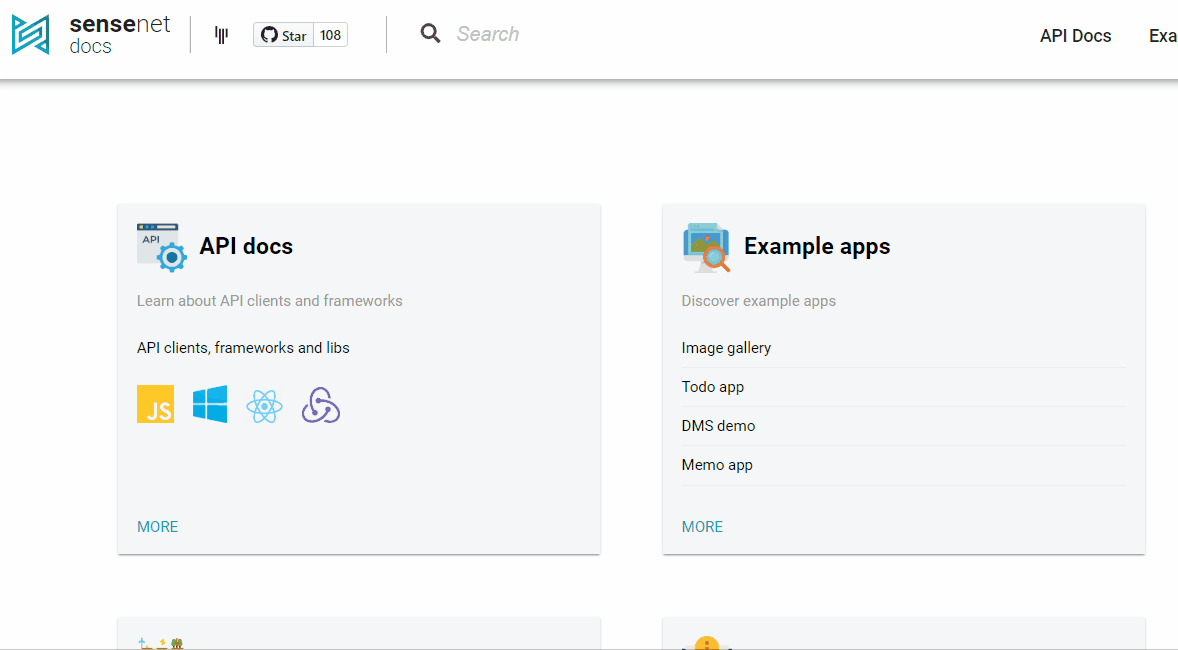 sensenet
docs
Star 108
Search
API Docs
Exa
API
API docs
Learn about API clients and frameworks
API clients, frameworks and libs
JS
MORE
Example apps
Discover example apps
Image gallery
Todo app
DMS demo
Memo app
MORE